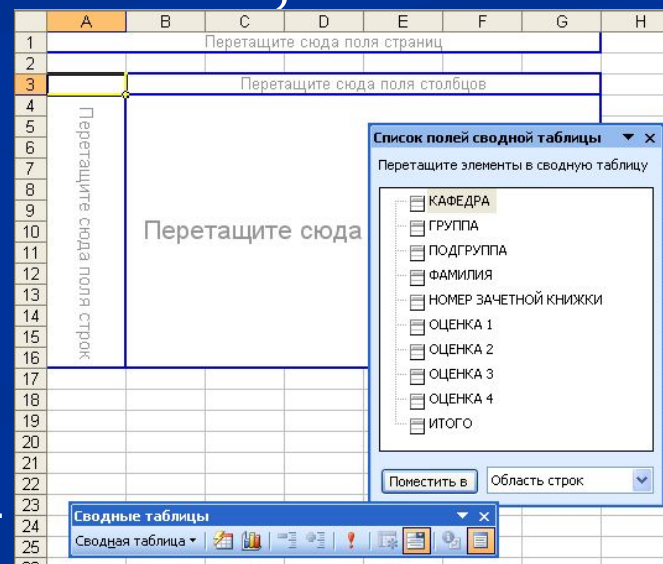 A B C D E F G H
1 Перетащите сюда поля страниц
2
3 Перетащите сюда поля столбцов
4
5
6
7
8
9
10
11
12
13
14
15
16
17
18
19
20
21
22
23
24
25
Перетащите сюда поля строк
Перетащите сюда
Список полей сводной таблицы
Перетащите элементы в сводную таблицу
КАФЕДРА
ГРУППА
ПОДГРУППА
ФАМИЛИЯ
НОМЕР ЗАЧЕТНОЙ КНИЖКИ
ОЦЕНКА 1
ОЦЕНКА 2
ОЦЕНКА 3
ОЦЕНКА 4
ИТОГО
Поместить в Область строк
Сводные таблицы
Сводная таблица